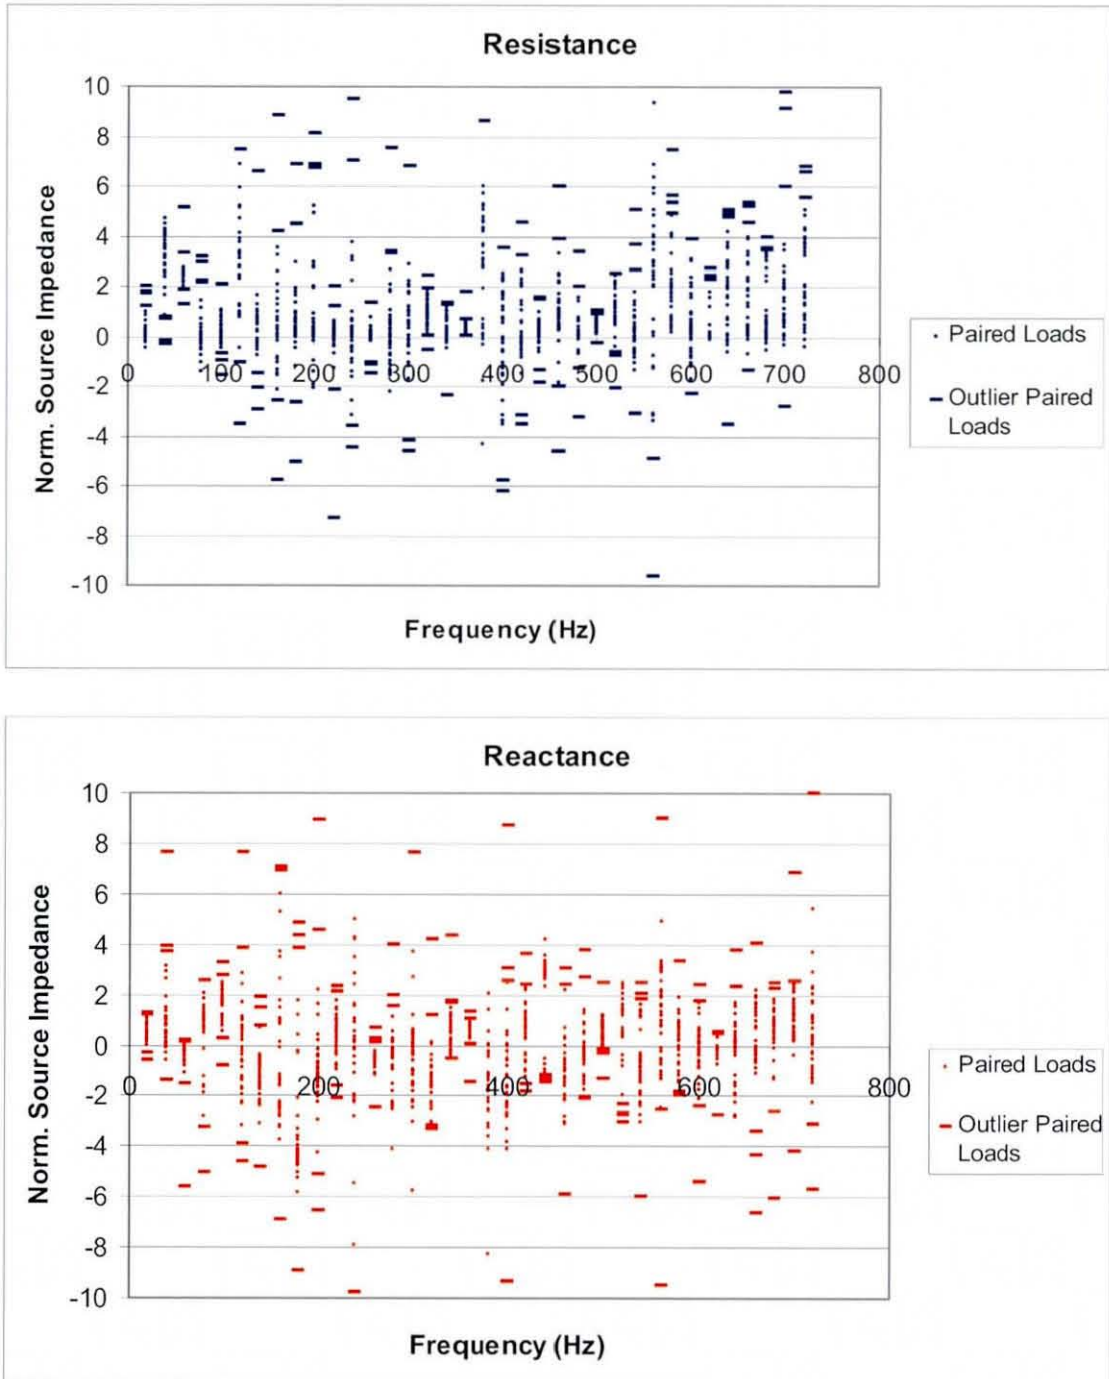 Resistance
10
8
6
4
2
0
-2
-4
-6
-8
-10
0 100 200 300 400 500 600 700 800
Norm. Source Impedance
Frequency (Hz)
Paired Loads
Outlier Paired
Loads
Reactance
10
8
6
4
2
0
-2
-4
-6
-8
-10
0 200 400 600 800
Norm. Source Impedance
Frequency (Hz)
Paired Loads
Outlier Paired
Loads